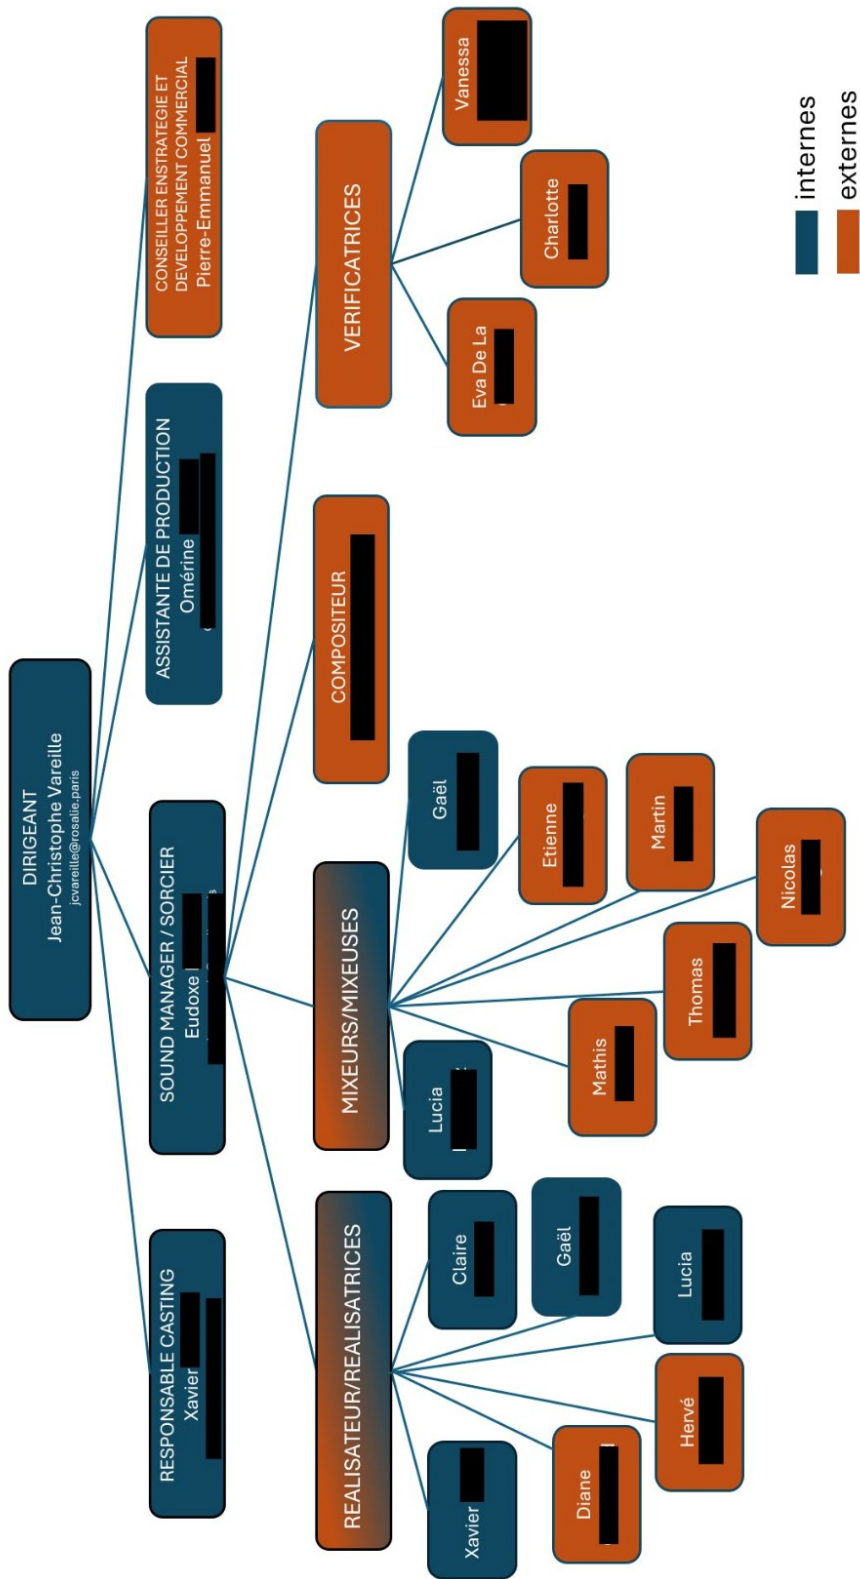 DIRIGEANT
Jean-Christophe Vareille
jcvareille@rosalie.paris
RESPONSABLE CASTING
Xavier
SOUND MANAGER / SORCIER
Eudoxe
ASSISTANTE DE PRODUCTION
Omérine
CONSEILLER ENSTRATEGIE ET
DEVELOPPEMENT COMMERCIAL
Pierre-Emmanuel
REALISATEUR/REALISATRICES
MIXEURS/MIXEUSES
COMPOSITEUR
VERIFICATRICES
Xavier
Diane
Hervé
Lucia
Gaël
Claire
Lucia
Mathis
Thomas
Nicolas
Martin
Etienne
Gaël
Eva De La
Charlotte
Vanessa
internes
externes